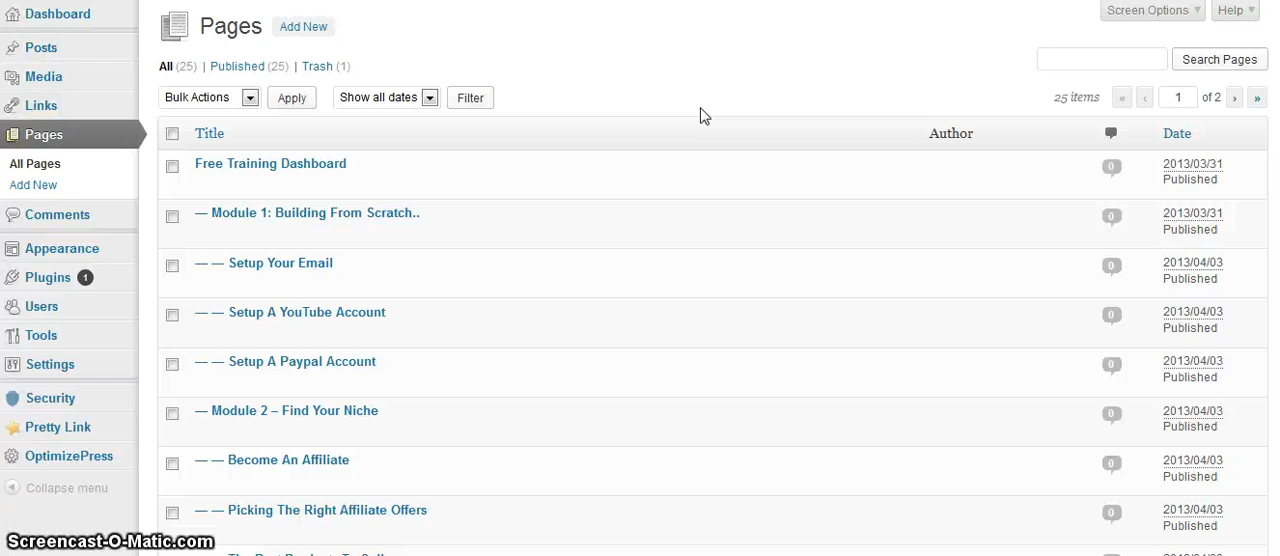 Dashboard
Posts
Media
Links
Pages
All Pages
Add New
Comments
Appearance
Plugins 1
Users
Tools
Settings
Security
Pretty Link
OptimizePress
Collapse menu
Screen Options Help
Pages Add New
All (25) | Published (25) | Trash (1)
Search Pages
Bulk Actions Apply Show all dates Filter
25 items « ‹ 1 of 2 › »
Title Author Date
Free Training Dashboard 0 2013/03/31
Published
— Module 1: Building From Scratch.. 0 2013/03/31
Published
— — Setup Your Email 0 2013/04/03
Published
— — Setup A YouTube Account 0 2013/04/03
Published
— — Setup A Paypal Account 0 2013/04/03
Published
— Module 2 – Find Your Niche 0 2013/04/03
Published
— — Become An Affiliate 0 2013/04/03
Published
— — Picking The Right Affiliate Offers 0 2013/04/03
Published
Screencast-O-Matic.com